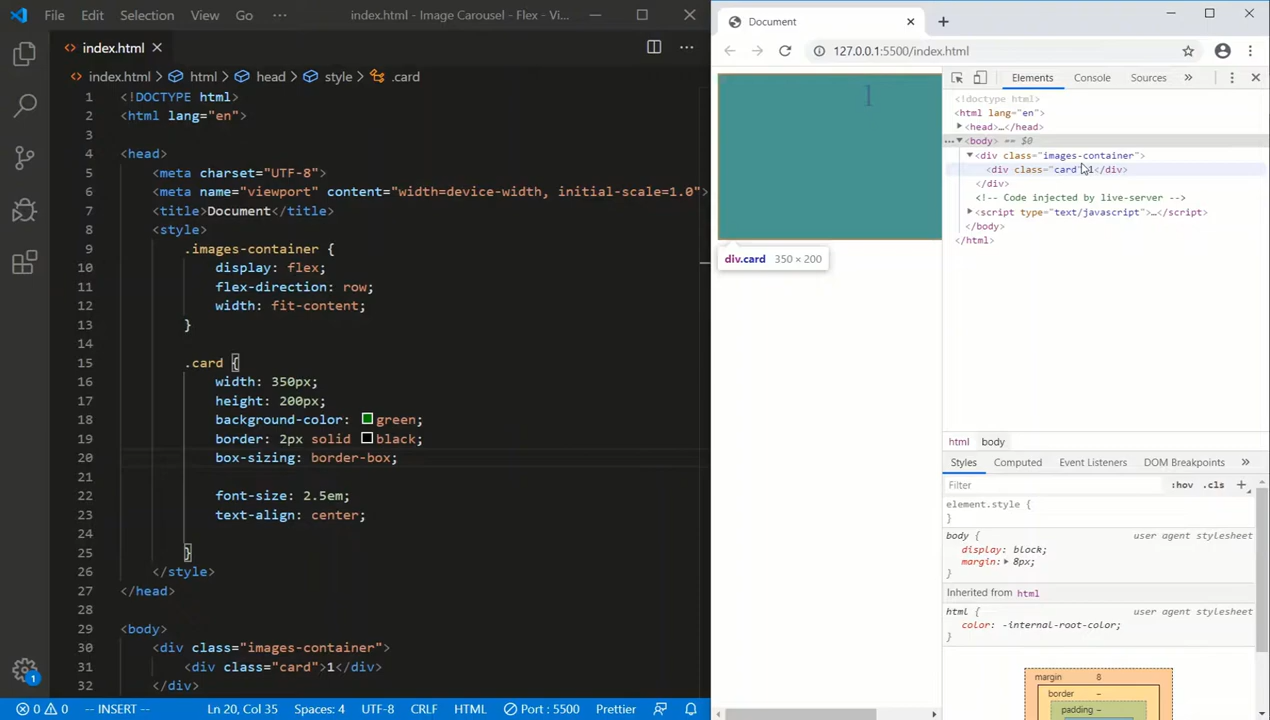 File Edit Selection View Go ··· index.html - Image Carousel - Flex - Vi...
index.html
index.html > html > head > style > .card
1 <!DOCTYPE html>
2 <html lang="en">
3
4 <head>
5 <meta charset="UTF-8">
6 <meta name="viewport" content="width=device-width, initial-scale=1.0">
7 <title>Document</title>
8 <style>
9 .images-container {
10 display: flex;
11 flex-direction: row;
12 width: fit-content;
13 }
14
15 .card {
16 width: 350px;
17 height: 200px;
18 background-color: green;
19 border: 2px solid black;
20 box-sizing: border-box;
21
22 font-size: 2.5em;
23 text-align: center;
24
25 }
26 </style>
27 </head>
28
29 <body>
30 <div class="images-container">
31 <div class="card">1</div>
32 </div>
1
0 0 -- INSERT -- Ln 20, Col 35 Spaces: 4 UTF-8 CRLF HTML Port : 5500 Prettier
Document
127.0.0.1:5500/index.html
1
div.card 350 × 200
Elements Console Sources »
<!doctype html>
<html lang="en">
<head>…</head>
··· <body> == $0
<div class="images-container">
<div class="card">1</div>
</div>
<!-- Code injected by live-server -->
<script type="text/javascript">…</script>
</body>
</html>
html body
Styles Computed Event Listeners DOM Breakpoints »
Filter :hov .cls +
element.style {
}
body { user agent stylesheet
display: block;
margin: 8px;
}
Inherited from html
html { user agent stylesheet
color: -internal-root-color;
}
margin 8
border –
padding –